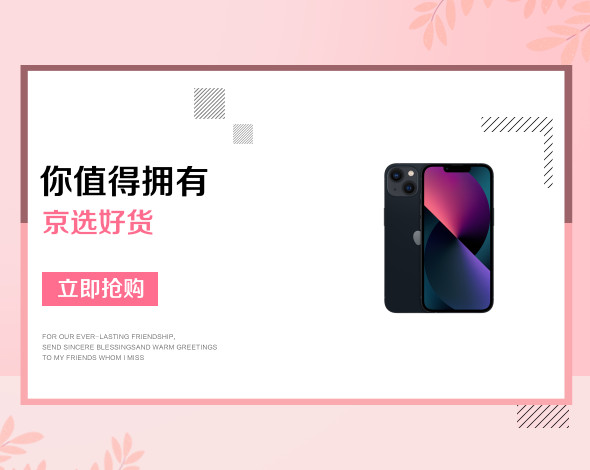 你值得拥有
京选好货
立即抢购
FOR OUR EVER-LASTING FRIENDSHIP,
SEND SINCERE BLESSINGSAND WARM GREETINGS
TO MY FRIENDS WHOM I MISS